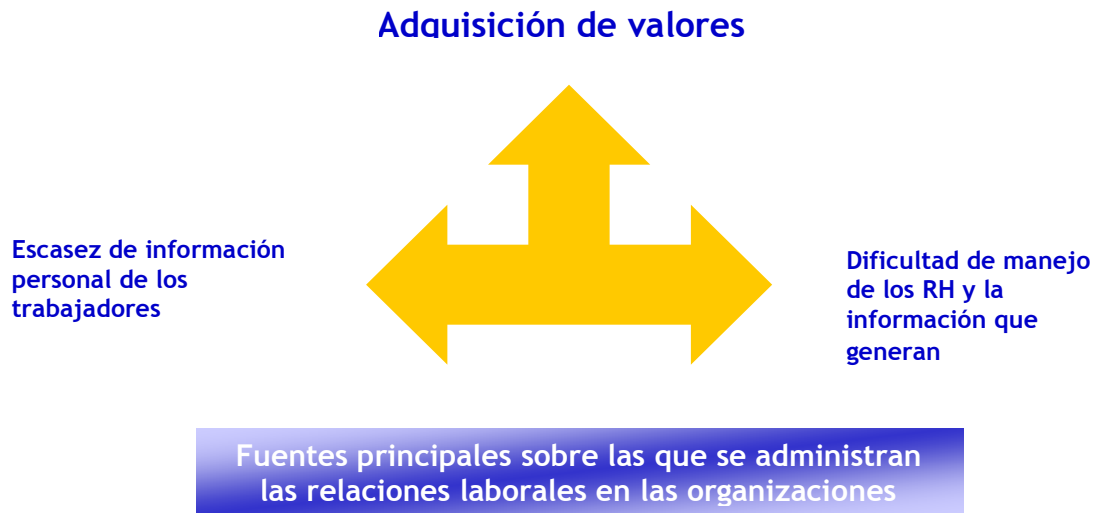 Adquisición de valores
Escasez de información
personal de los
trabajadores
Dificultad de manejo
de los RH y la
información que
generan
Fuentes principales sobre las que se administran
las relaciones laborales en las organizaciones